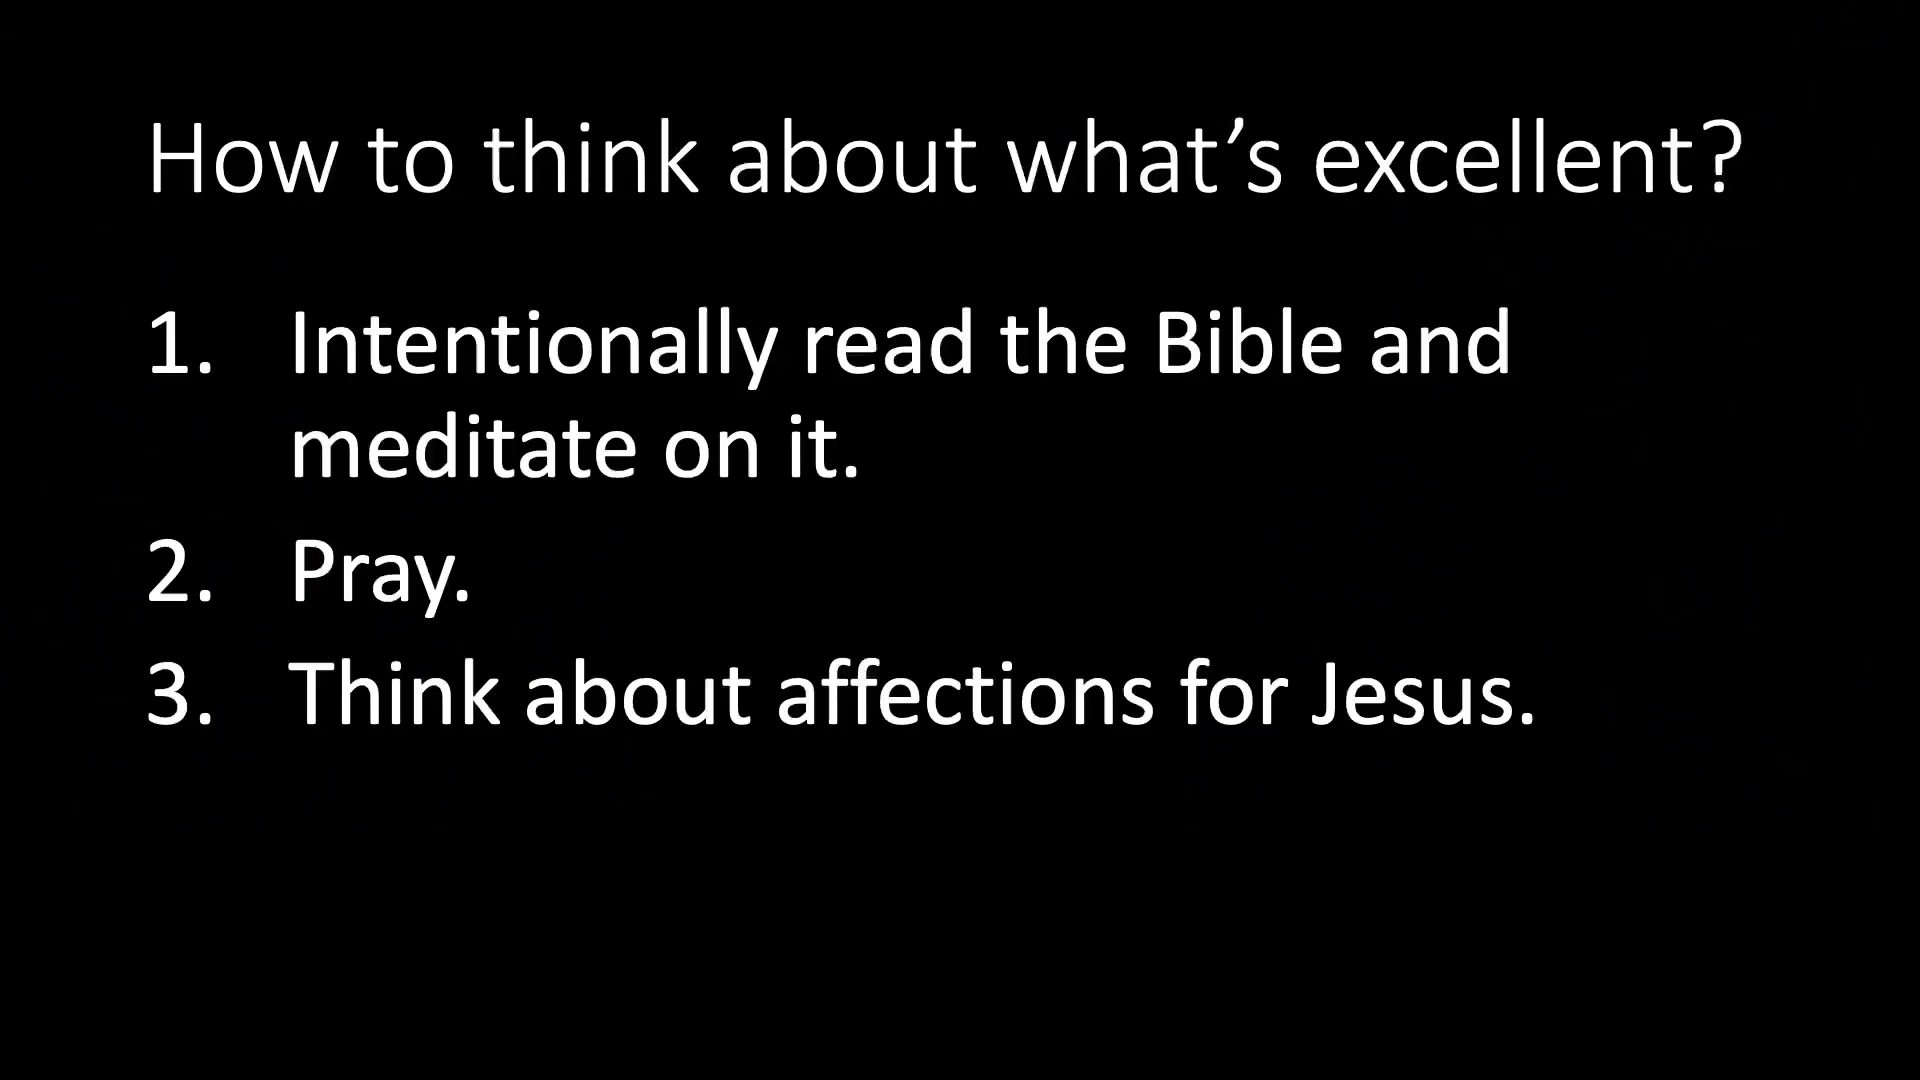 How to think about what’s excellent?
1. Intentionally read the Bible and
meditate on it.
2. Pray.
3. Think about affections for Jesus.